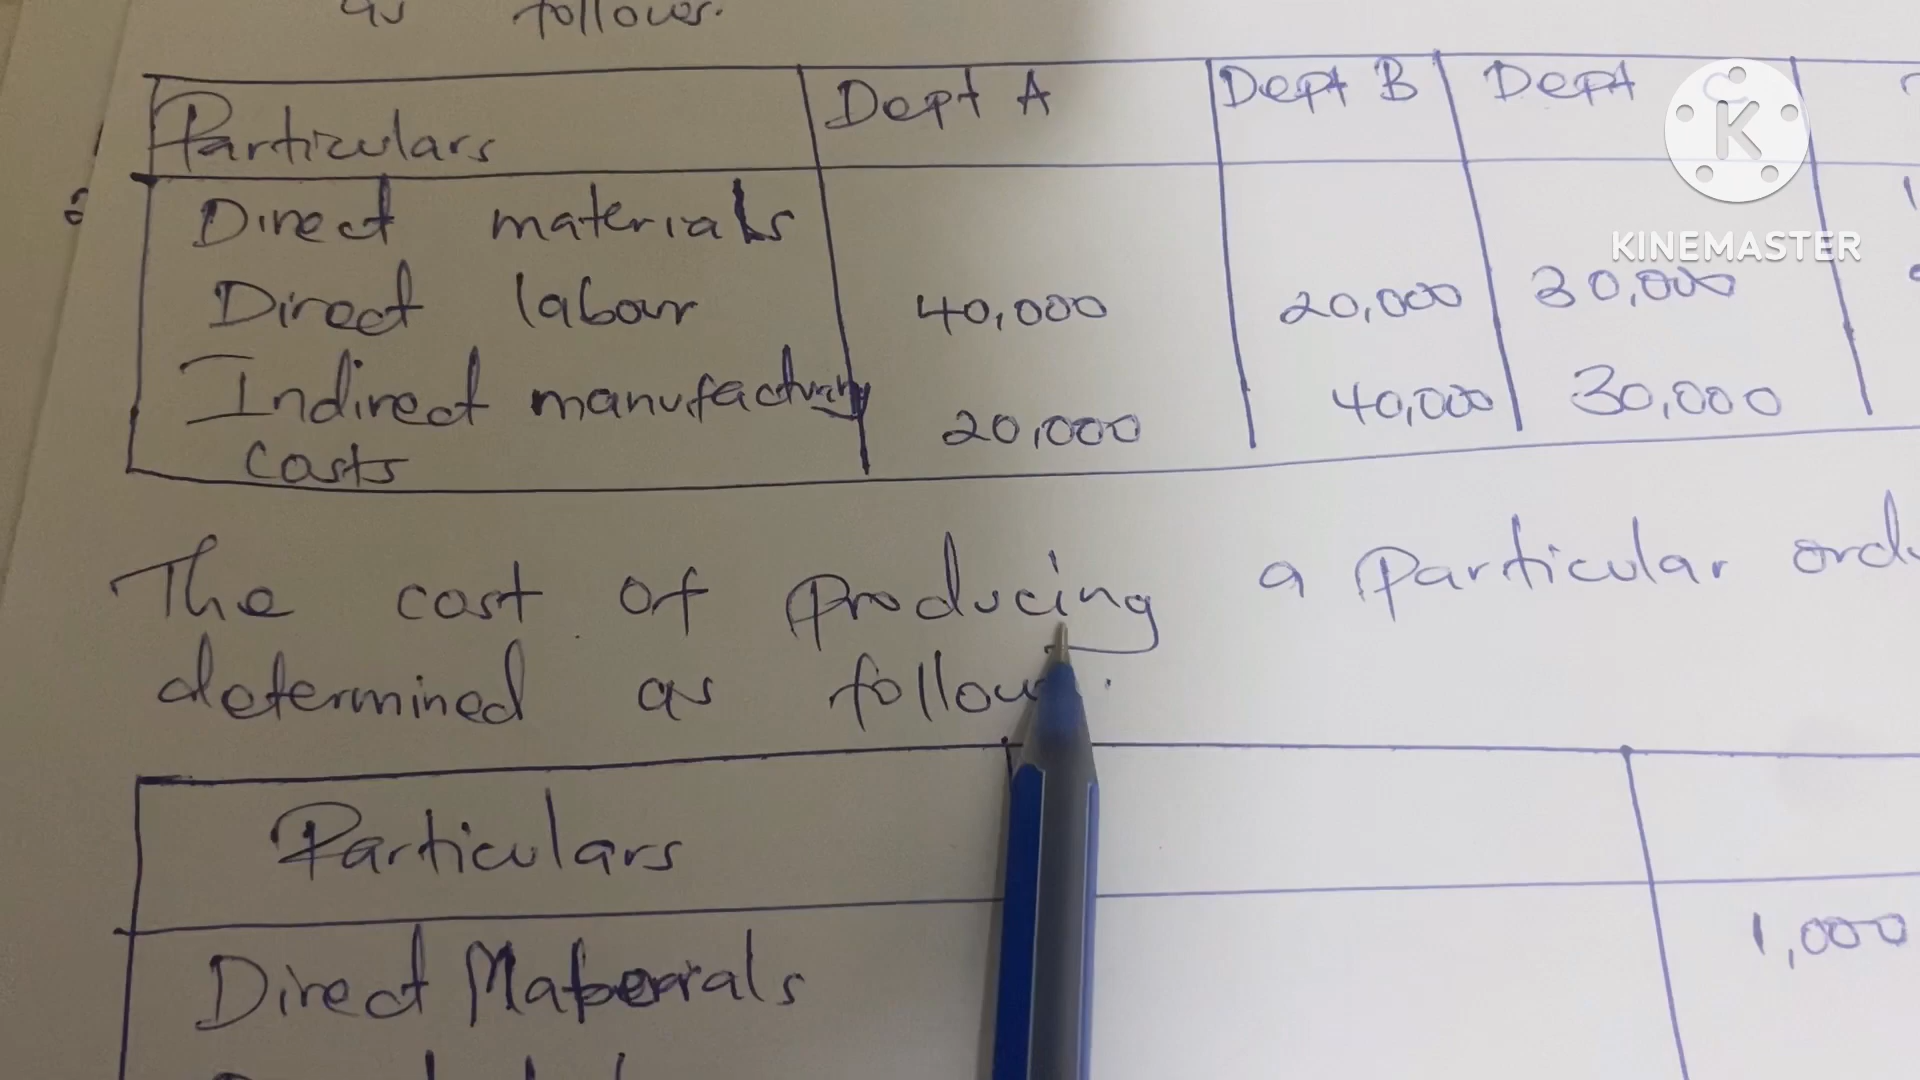 as follows.
Particulars Dept A Dept B Dept C
Direct materials
Direct labour 40,000 20,000 30,000
Indirect manufacturing 20,000 40,000 30,000
costs
K
KINEMASTER
The cost of producing a particular
determined as follows.
Particulars
Direct Materials 1,000